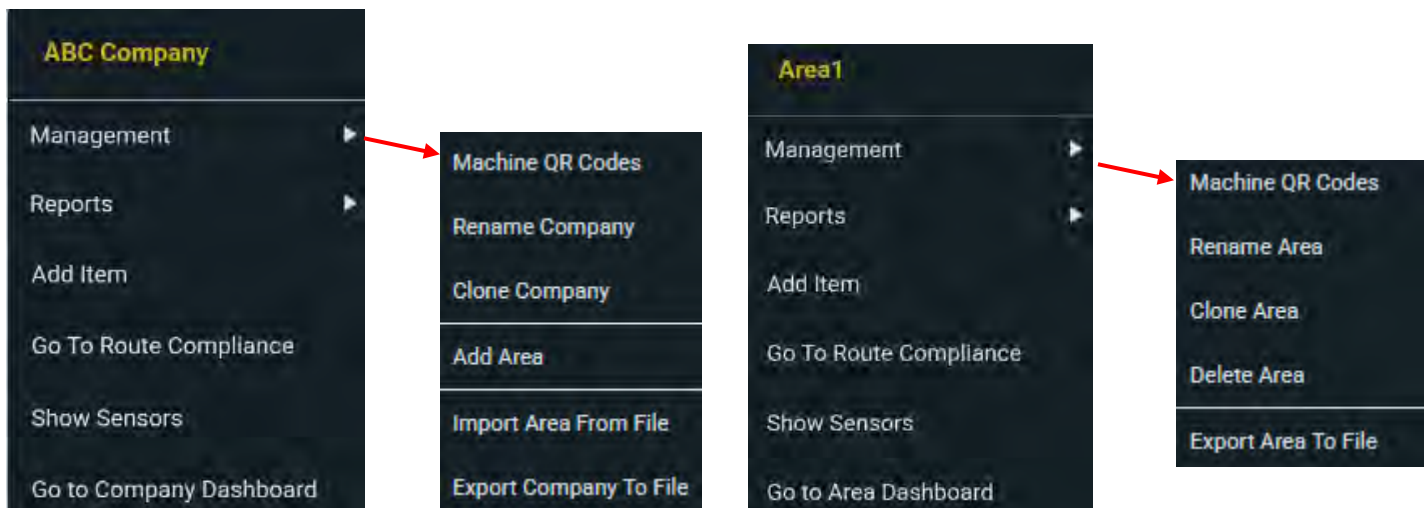 ABC Company
Management
Reports
Add Item
Go To Route Compliance
Show Sensors
Go to Company Dashboard
Machine QR Codes
Rename Company
Clone Company
Add Area
Import Area From File
Export Company To File
Area1
Management
Reports
Add Item
Go To Route Compliance
Show Sensors
Go to Area Dashboard
Machine QR Codes
Rename Area
Clone Area
Delete Area
Export Area To File